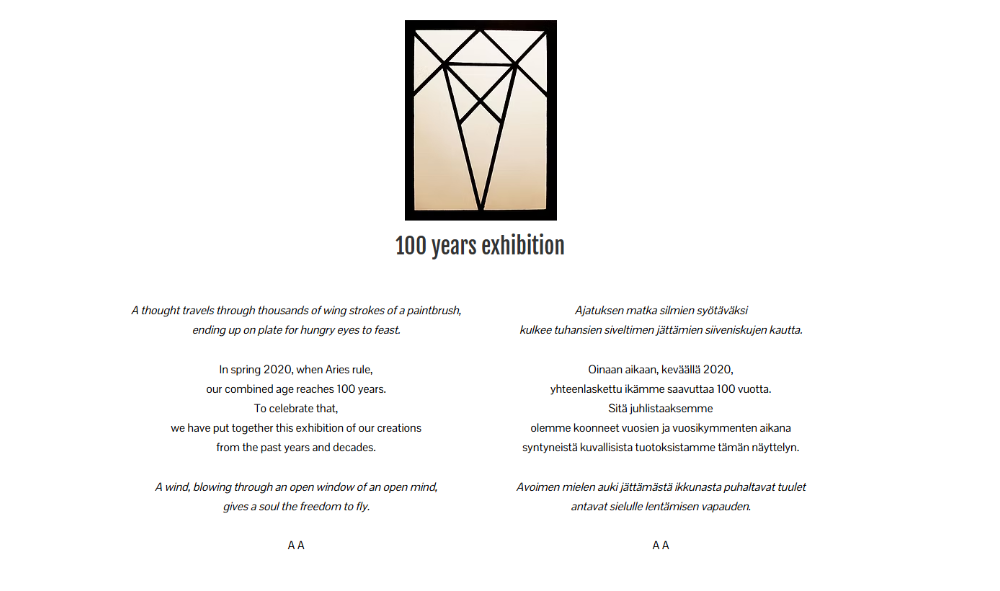 100 years exhibition
A thought travels through thousands of wing strokes of a paintbrush,
ending up on plate for hungry eyes to feast.
In spring 2020, when Aries rule,
our combined age reaches 100 years.
To celebrate that,
we have put together this exhibition of our creations
from the past years and decades.
A wind, blowing through an open window of an open mind,
gives a soul the freedom to fly.
A A
Ajatuksen matka silmien syötäväksi
kulkee tuhansien siveltimen jättämien siiveniskujen kautta.
Oinaan aikaan, keväällä 2020,
yhteenlaskettu ikämme saavuttaa 100 vuotta.
Sitä juhlistaaksemme
olemme koonneet vuosien ja vuosikymmenten aikana
syntyneistä kuvallisista tuotoksistamme tämän näyttelyn.
Avoimen mielen auki jättämästä ikkunasta puhaltavat tuulet
antavat sielulle lentämisen vapauden.
A A